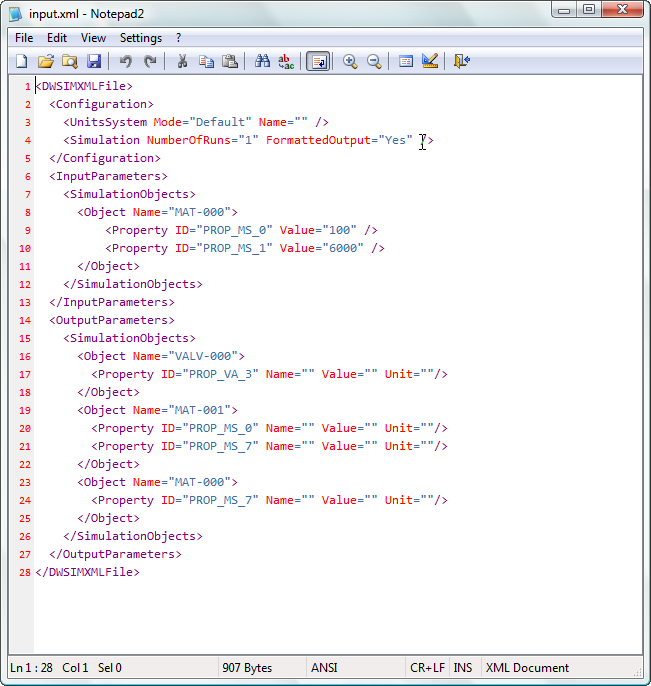 input.xml - Notepad2
File Edit View Settings ?
1 <DWSIMXMLFile>
2   <Configuration>
3     <UnitsSystem Mode="Default" Name="" />
4     <Simulation NumberOfRuns="1" FormattedOutput="Yes" />
5   </Configuration>
6   <InputParameters>
7     <SimulationObjects>
8       <Object Name="MAT-000">
9           <Property ID="PROP_MS_0" Value="100" />
10           <Property ID="PROP_MS_1" Value="6000" />
11       </Object>
12     </SimulationObjects>
13   </InputParameters>
14   <OutputParameters>
15     <SimulationObjects>
16       <Object Name="VALV-000">
17         <Property ID="PROP_VA_3" Name="" Value="" Unit=""/>
18       </Object>
19       <Object Name="MAT-001">
20         <Property ID="PROP_MS_0" Name="" Value="" Unit=""/>
21         <Property ID="PROP_MS_7" Name="" Value="" Unit=""/>
22       </Object>
23       <Object Name="MAT-000">
24         <Property ID="PROP_MS_7" Name="" Value="" Unit=""/>
25       </Object>
26     </SimulationObjects>
27   </OutputParameters>
28 </DWSIMXMLFile>
Ln 1 : 28 Col 1 Sel 0 907 Bytes ANSI CR+LF INS XML Document